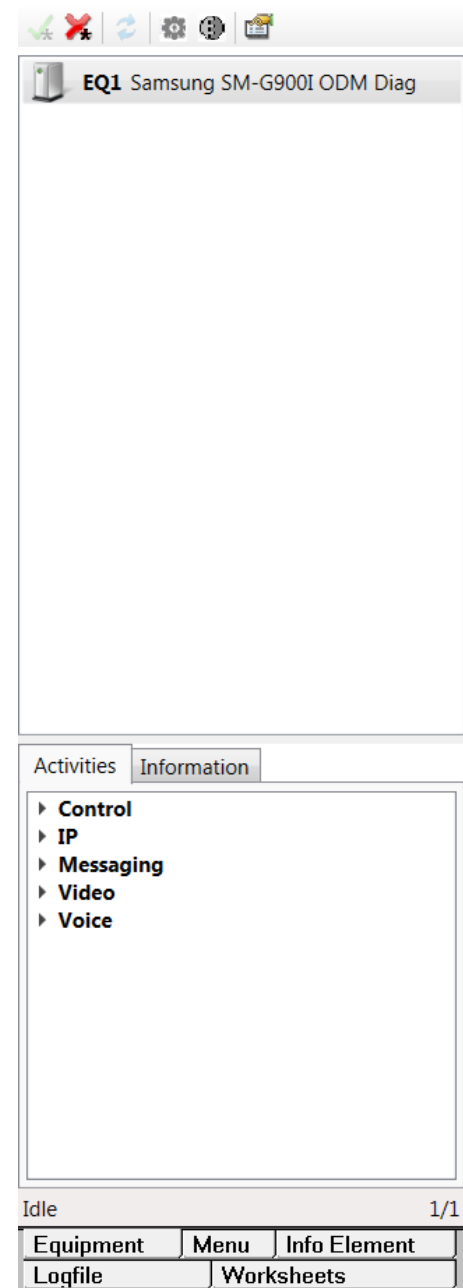 EQ1 Samsung SM-G900I ODM Diag
Activities Information
Control
IP
Messaging
Video
Voice
Idle 1/1
Equipment Menu Info Element
Logfile Worksheets